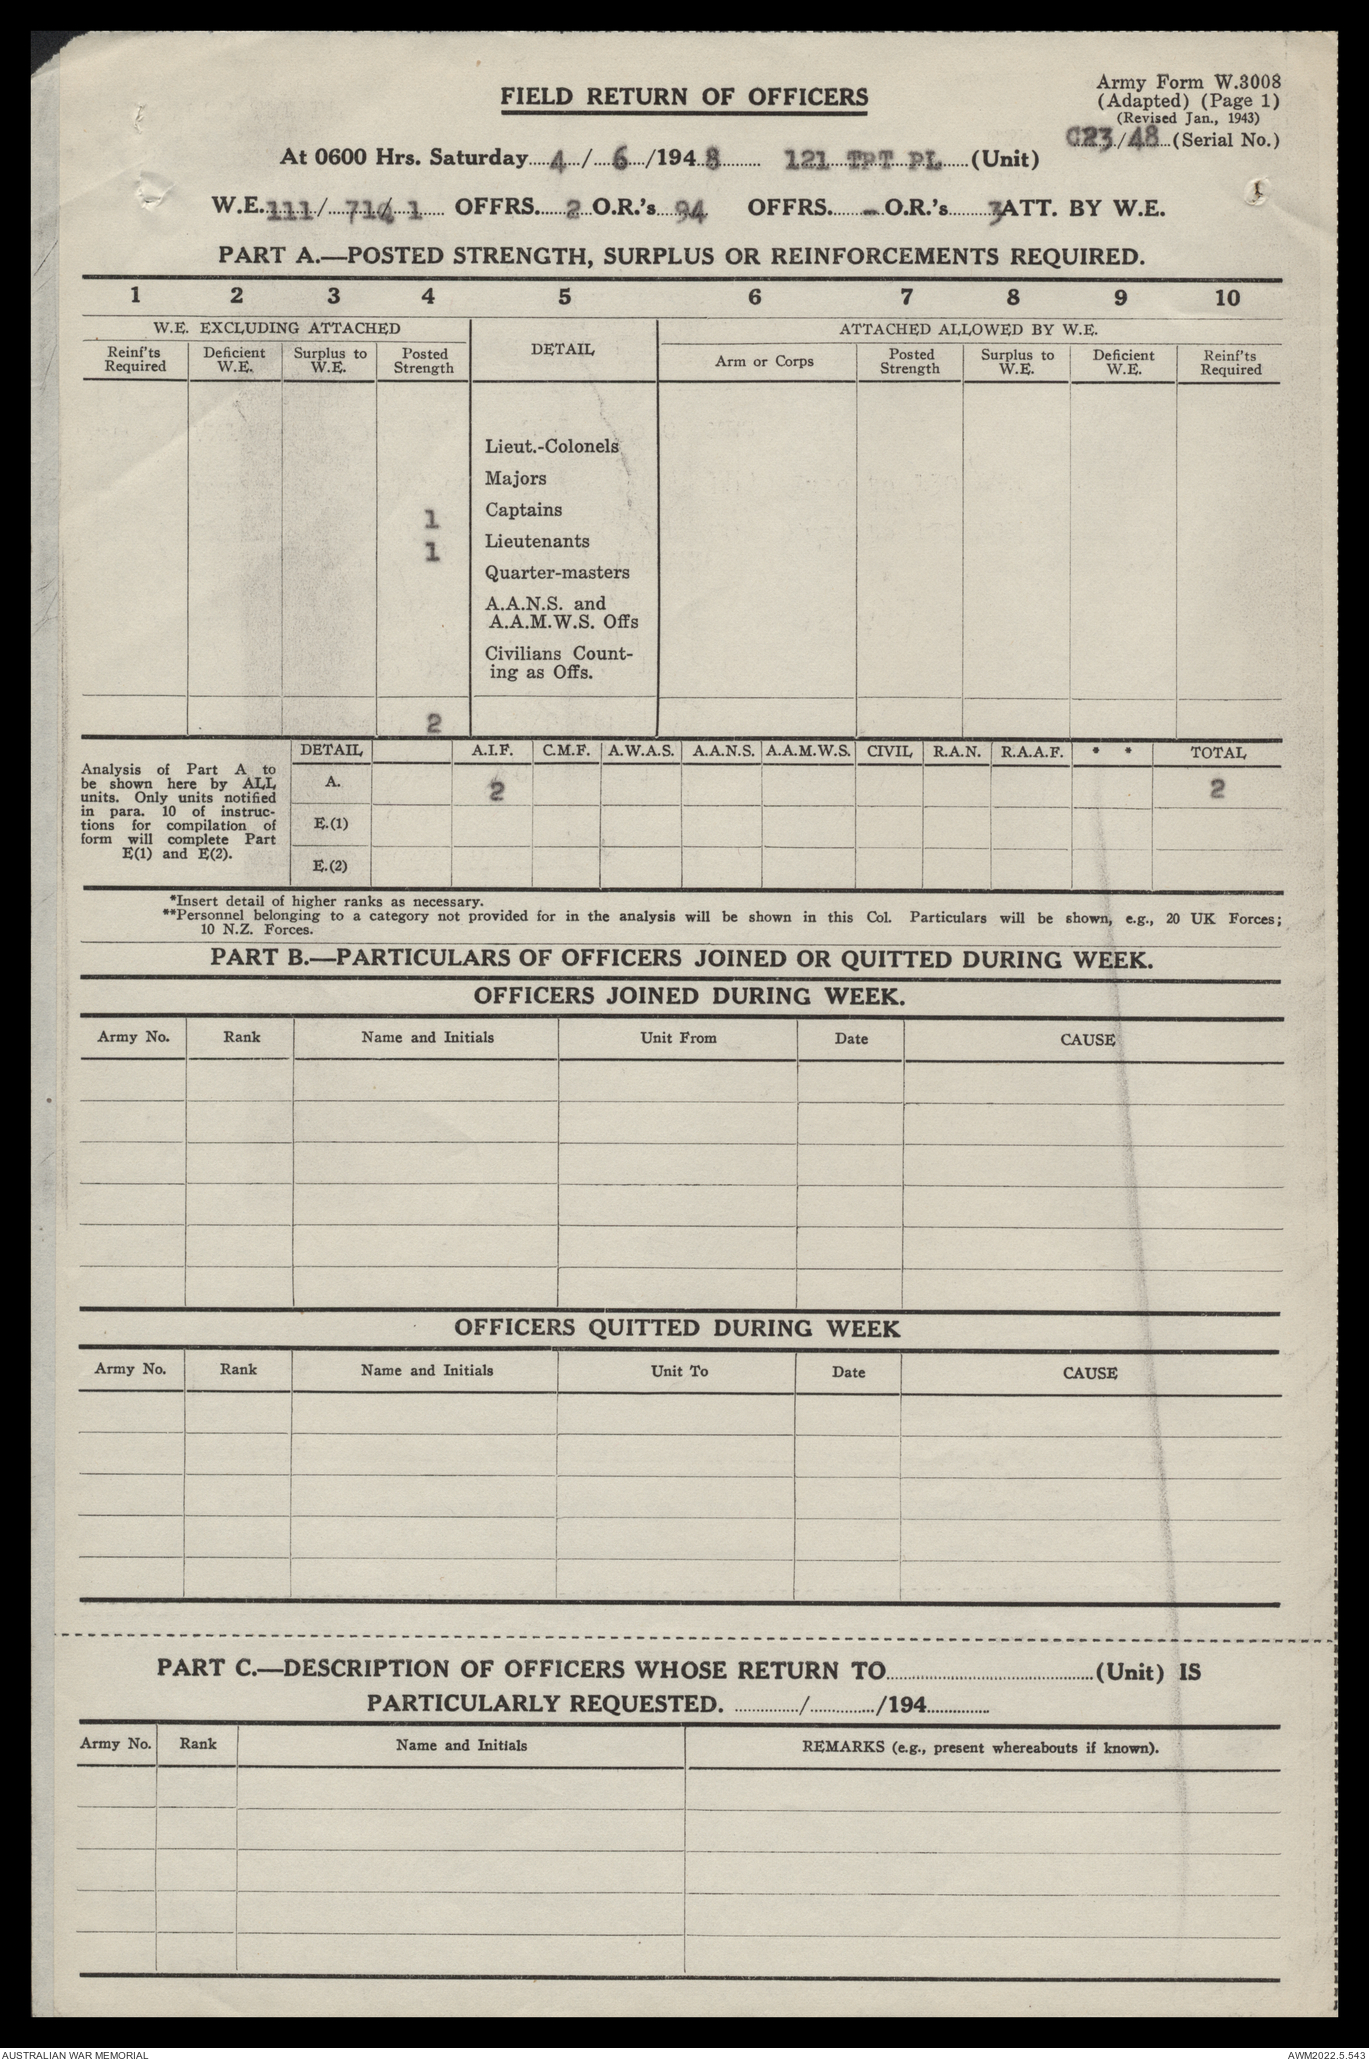 Army Form W.3008
FIELD RETURN OF OFFICERS
(Adapted) (Page 1)
(Revised Jan., 1943)
C23/48 (Serial No.)
At 0600 Hrs. Saturday 4 / 6 /194 8 121 TPT PL (Unit)
W.E. 111/ 714/ 1 OFFRS. 2 O.R.'s 94 OFFRS. - O.R.'s 3 ATT. BY W.E.
PART A.—POSTED STRENGTH, SURPLUS OR REINFORCEMENTS REQUIRED.
1 2 3 4 5 6 7 8 9 10
W.E. EXCLUDING ATTACHED DETAIL ATTACHED ALLOWED BY W.E.
Reinf'ts Required Deficient W.E. Surplus to W.E. Posted Strength Arm or Corps Posted Strength Surplus to W.E. Deficient W.E. Reinf'ts Required
Lieut.-Colonels
Majors
1 Captains
1 Lieutenants
Quarter-masters
A.A.N.S. and
A.A.M.W.S. Offs
Civilians Count-
ing as Offs.
2
DETAIL A.I.F. C.M.F. A.W.A.S. A.A.N.S. A.A.M.W.S. CIVIL R.A.N. R.A.A.F. * * TOTAL
Analysis of Part A to
be shown here by ALL
units. Only units notified
in para. 10 of instruc-
tions for compilation of
form will complete Part
E(1) and E(2).
A. 2 2
E.(1)
E.(2)
*Insert detail of higher ranks as necessary.
**Personnel belonging to a category not provided for in the analysis will be shown in this Col. Particulars will be shown, e.g., 20 UK Forces;
10 N.Z. Forces.
PART B.—PARTICULARS OF OFFICERS JOINED OR QUITTED DURING WEEK.
OFFICERS JOINED DURING WEEK.
Army No. Rank Name and Initials Unit From Date CAUSE
OFFICERS QUITTED DURING WEEK
Army No. Rank Name and Initials Unit To Date CAUSE
PART C.—DESCRIPTION OF OFFICERS WHOSE RETURN TO (Unit) IS
PARTICULARLY REQUESTED. / /194
Army No. Rank Name and Initials REMARKS (e.g., present whereabouts if known).
AUSTRALIAN WAR MEMORIAL AWM2022.5.543